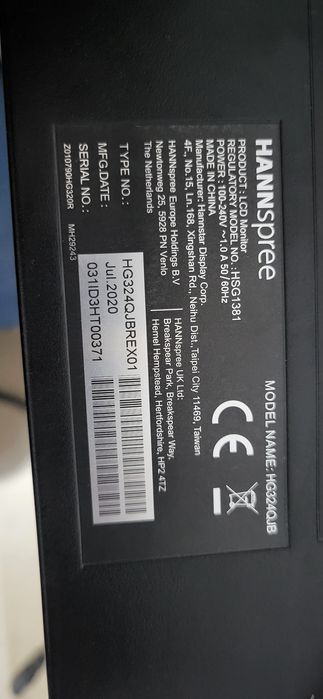 HANNspree
MODEL NAME: HG324QJB
PRODUCT: LCD Monitor
REGULATORY MODEL NO.: HSG1381
POWER: 100-240V ~1.0 A 50/60Hz
MADE IN CHINA
Manufacturer: Hannstar Display Corp.
4F., No.15, Ln.168, Xingshan Rd., Neihu Dist., Taipei City 11469, Taiwan
HANNspree Europe Holdings B.V
Newtonweg 25, 5928 PN Venlo
The Netherlands
HANNspree UK Ltd:
Breakspear Park, Breakspear Way,
Hemel Hempstead, Hertfordshire, HP2 4TZ
CE
TYPE NO.: HG324QJBREX01
MFG.DATE: Jul.2020
SERIAL NO.: 031ID3HT00371
Z010790HG320R MH29243